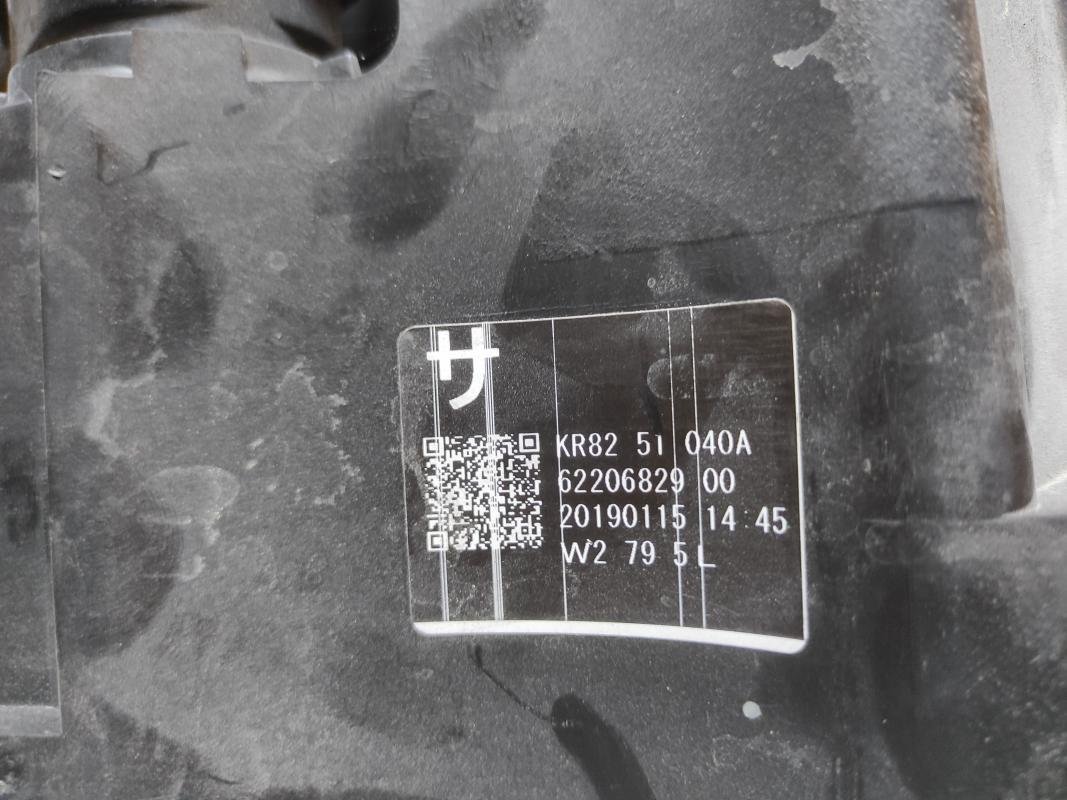 サ
KR82 51 040A
62206829 00
20190115 14 45
W2 79 5 L